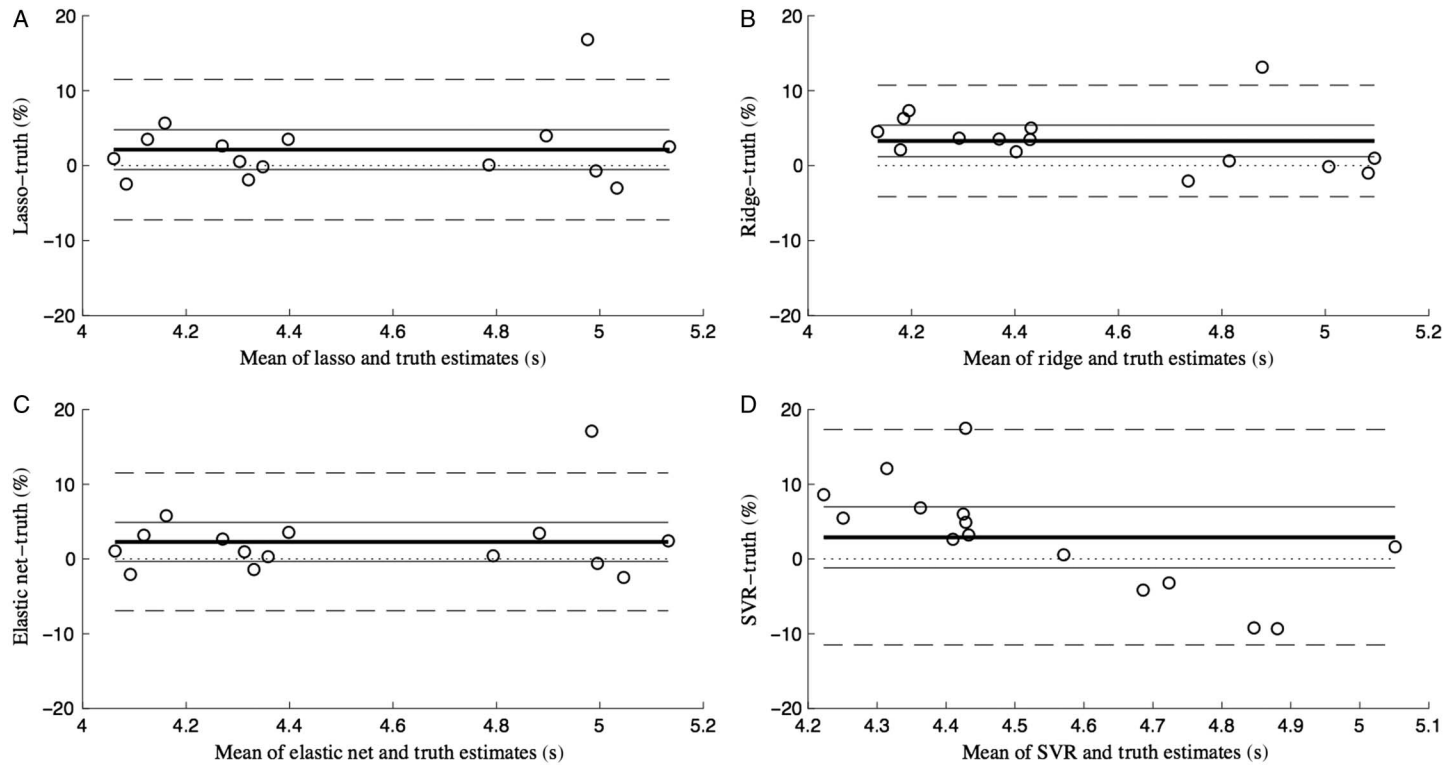 A
20
10
0
−10
−20
Lasso−truth (%)
4 4.2 4.4 4.6 4.8 5 5.2
Mean of lasso and truth estimates (s)
B
20
10
0
−10
−20
Ridge−truth (%)
4 4.2 4.4 4.6 4.8 5 5.2
Mean of ridge and truth estimates (s)
C
20
10
0
−10
−20
Elastic net−truth (%)
4 4.2 4.4 4.6 4.8 5 5.2
Mean of elastic net and truth estimates (s)
D
20
10
0
−10
−20
SVR−truth (%)
4.2 4.3 4.4 4.5 4.6 4.7 4.8 4.9 5 5.1
Mean of SVR and truth estimates (s)